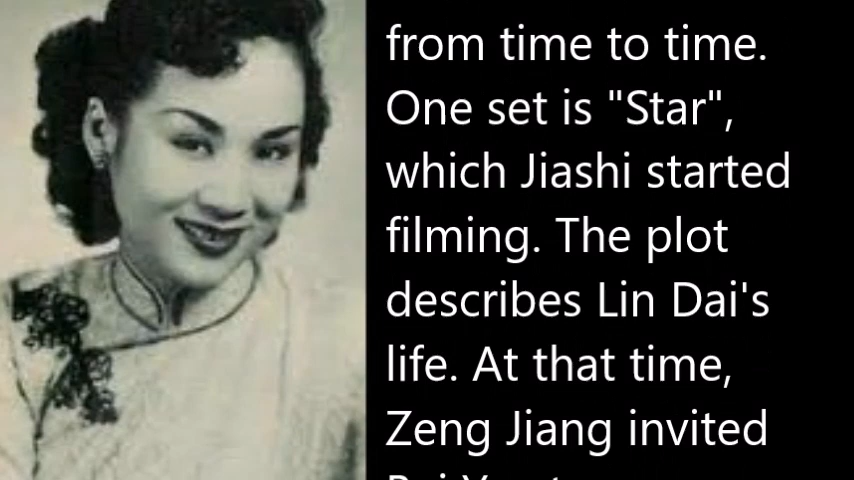 from time to time.
One set is "Star",
which Jiashi started
filming. The plot
describes Lin Dai's
life. At that time,
Zeng Jiang invited